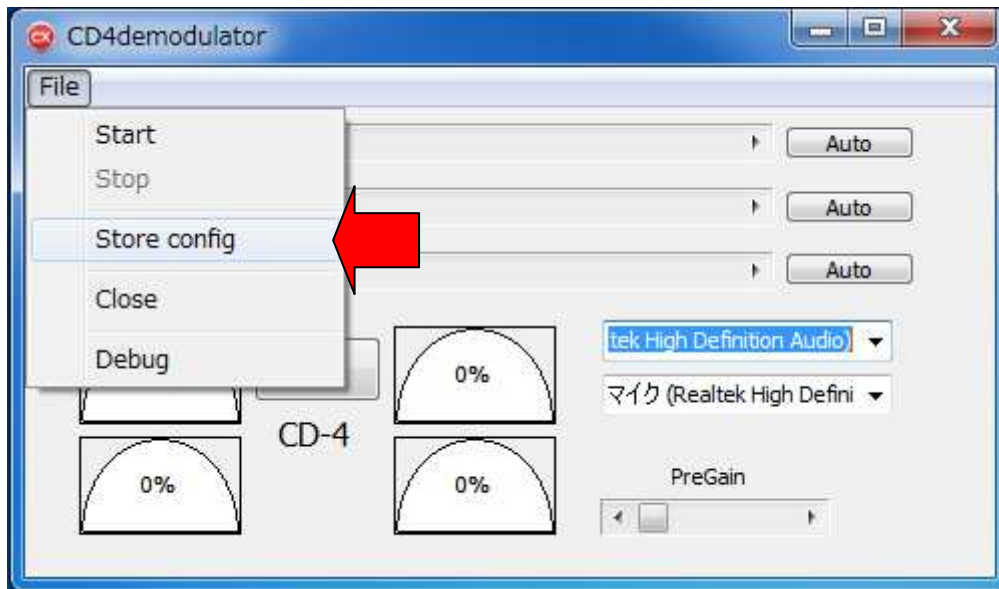 CD4demodulator
File
Start
Auto
Stop
Auto
Store config
Auto
Close
tek High Definition Audio)
Debug
0%
マイク (Realtek High Defini
CD-4
0%
0%
PreGain